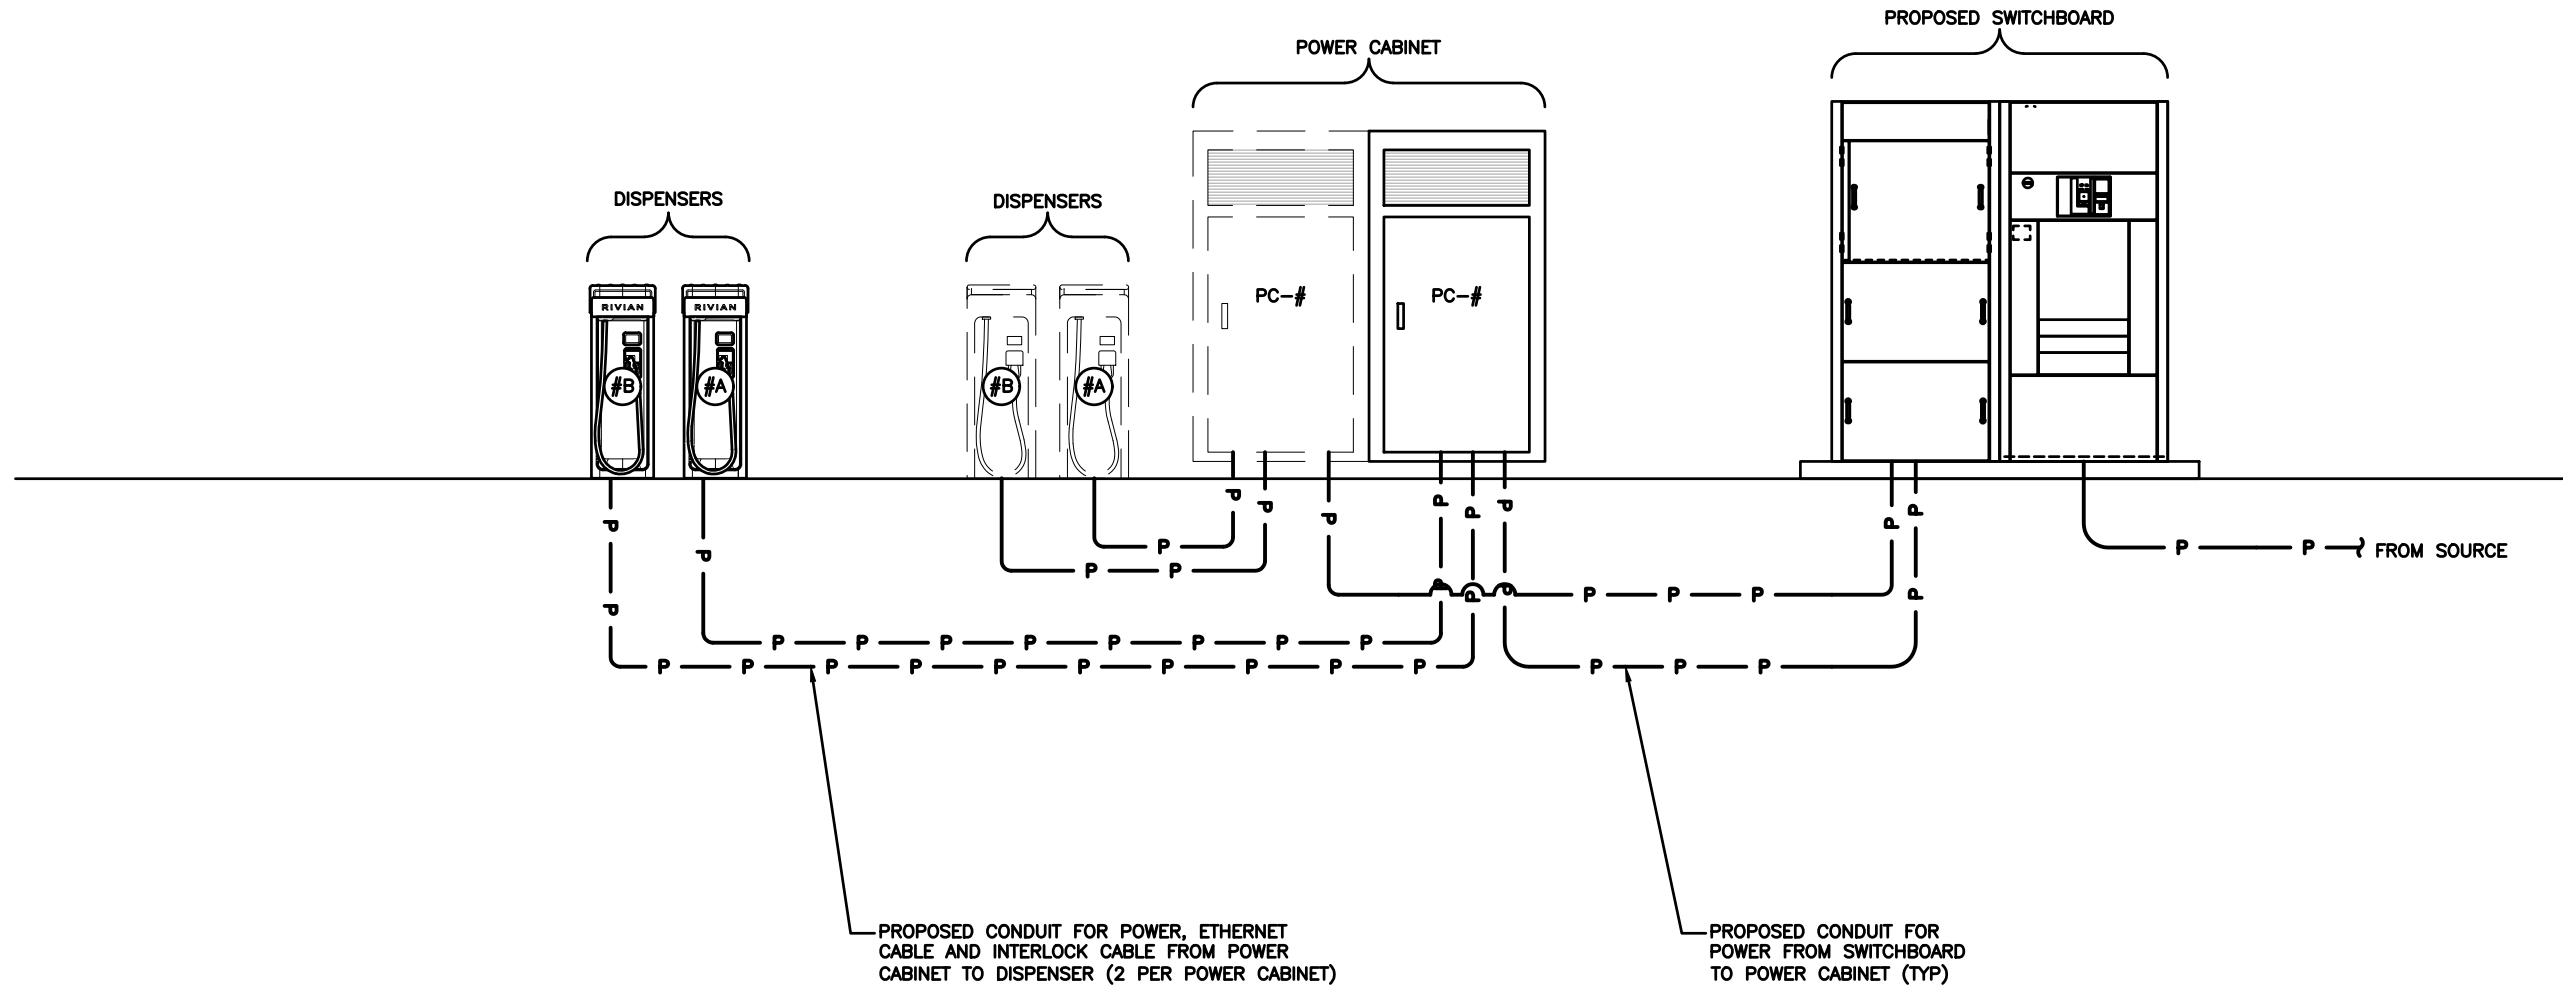 PROPOSED SWITCHBOARD
POWER CABINET
DISPENSERS
DISPENSERS
RIVIAN
RIVIAN
PC-#
PC-#
#B
#A
#B
#A
P
P
P
P
P
P
P
P
P
P
P P FROM SOURCE
P
P P
P
P
P
P
P
P P P
P
P
P P P P P P P P
P P P P P P P P P P
P P P
PROPOSED CONDUIT FOR POWER, ETHERNET
CABLE AND INTERLOCK CABLE FROM POWER
CABINET TO DISPENSER (2 PER POWER CABINET)
PROPOSED CONDUIT FOR
POWER FROM SWITCHBOARD
TO POWER CABINET (TYP)